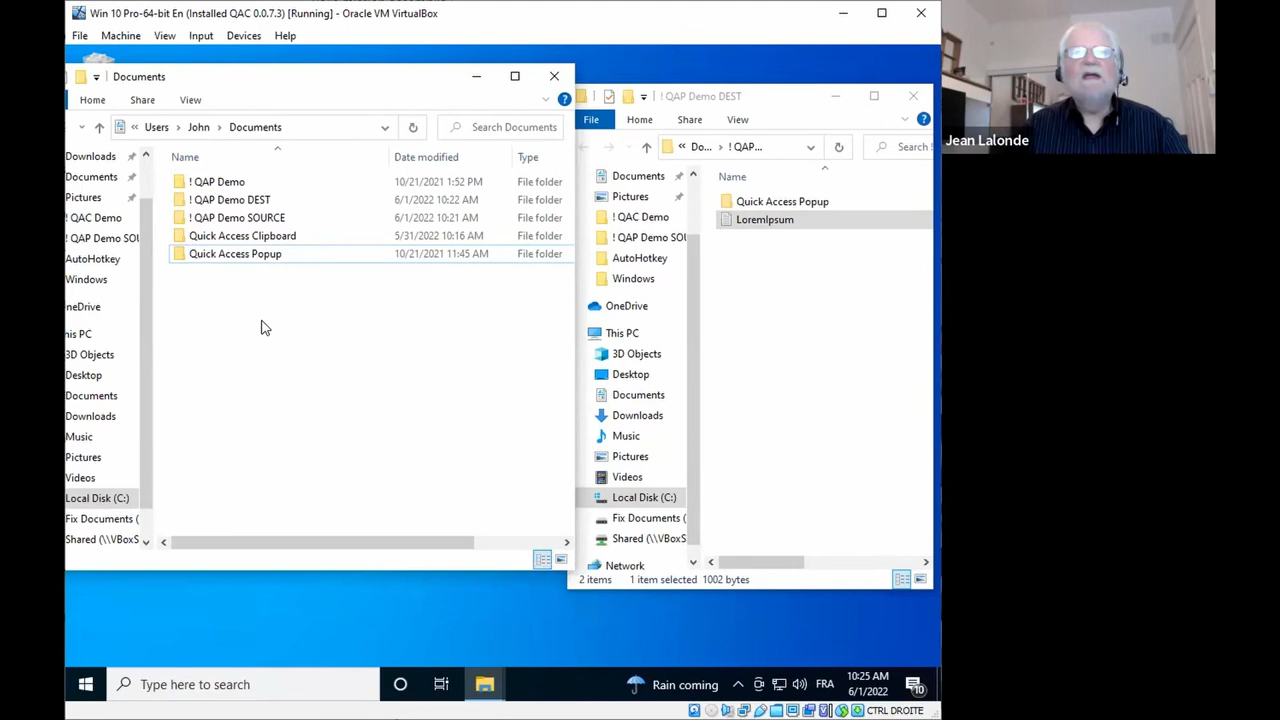 Win 10 Pro-64-bit En (Installed QAC 0.0.7.3) [Running] - Oracle VM VirtualBox
File Machine View Input Devices Help
Documents
Home Share View
« Users › John › Documents
Search Documents
Name Date modified Type
Downloads
Documents
Pictures
! QAC Demo
! QAP Demo SOU
AutoHotkey
Windows
neDrive
his PC
3D Objects
Desktop
Documents
Downloads
Music
Pictures
Videos
Local Disk (C:)
Fix Documents (
Shared (\\VBoxS
! QAP Demo 10/21/2021 1:52 PM File folder
! QAP Demo DEST 6/1/2022 10:22 AM File folder
! QAP Demo SOURCE 6/1/2022 10:21 AM File folder
Quick Access Clipboard 5/31/2022 10:16 AM File folder
Quick Access Popup 10/21/2021 11:45 AM File folder
! QAP Demo DEST
File Home Share View
« Do... › ! QAP...
Search !
Name
Documents
Pictures
! QAC Demo
! QAP Demo SOU
AutoHotkey
Windows
OneDrive
This PC
3D Objects
Desktop
Documents
Downloads
Music
Pictures
Videos
Local Disk (C:)
Fix Documents (
Shared (\\VBoxS
Network
Quick Access Popup
LoremIpsum
2 items 1 item selected 1002 bytes
Jean Lalonde
Type here to search
Rain coming
FRA
10:25 AM
6/1/2022
10
CTRL DROITE